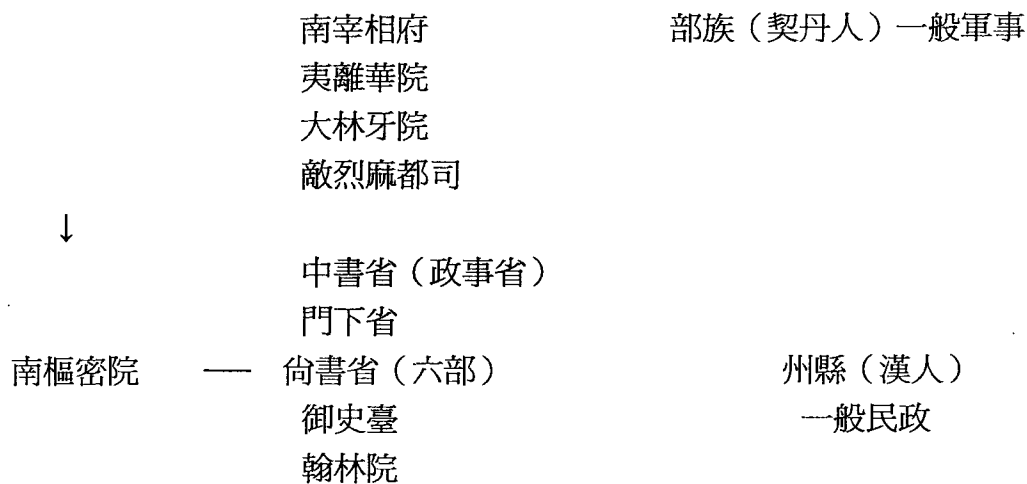 南宰相府 部族（契丹人）一般軍事
夷離華院
大林牙院
敵烈麻都司
↓
中書省（政事省）
門下省
南樞密院 —— 尙書省（六部） 州縣（漢人）
御史臺 一般民政
翰林院